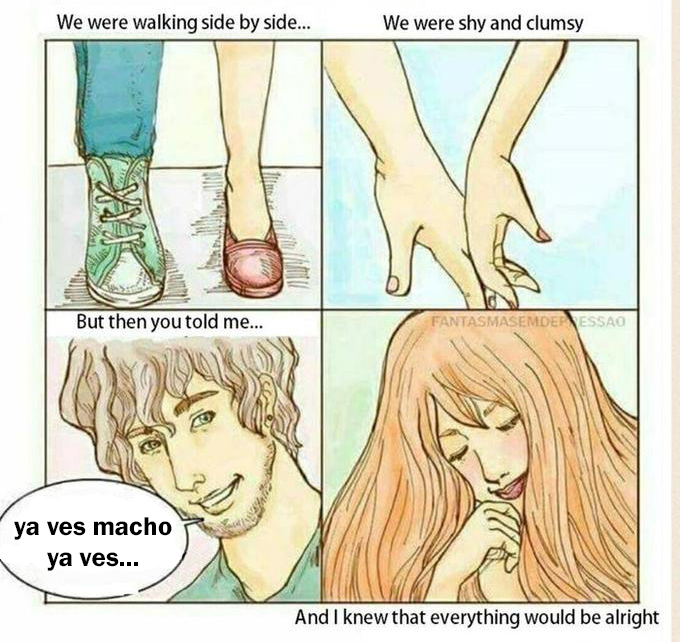 We were walking side by side...
We were shy and clumsy
But then you told me...
FANTASMASEMDEPRESSAO
ya ves macho
ya ves...
And I knew that everything would be alright